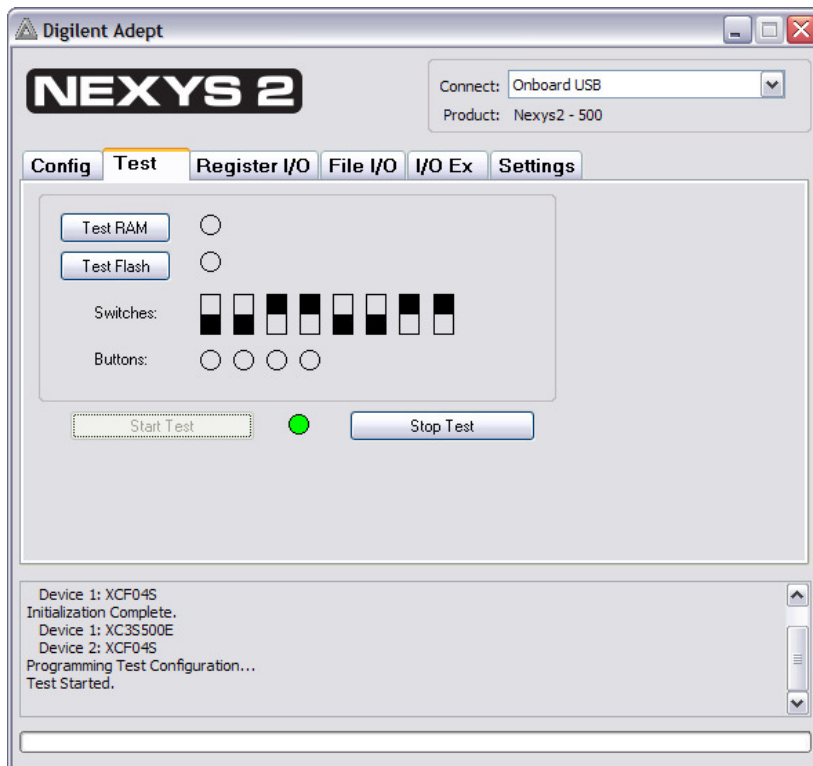 Digilent Adept
NEXYS 2
Connect: Onboard USB
Product: Nexys2 - 500
Config Test Register I/O File I/O I/O Ex Settings
Test RAM
Test Flash
Switches:
Buttons:
Start Test Stop Test
Device 1: XCF04S
Initialization Complete.
Device 1: XC3S500E
Device 2: XCF04S
Programming Test Configuration...
Test Started.